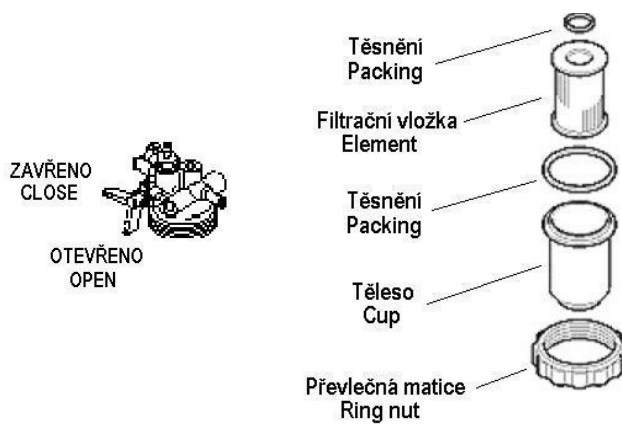 ZAVŘENO
CLOSE
OTEVŘENO
OPEN
Těsnění
Packing
Filtrační vložka
Element
Těsnění
Packing
Těleso
Cup
Převlečná matice
Ring nut